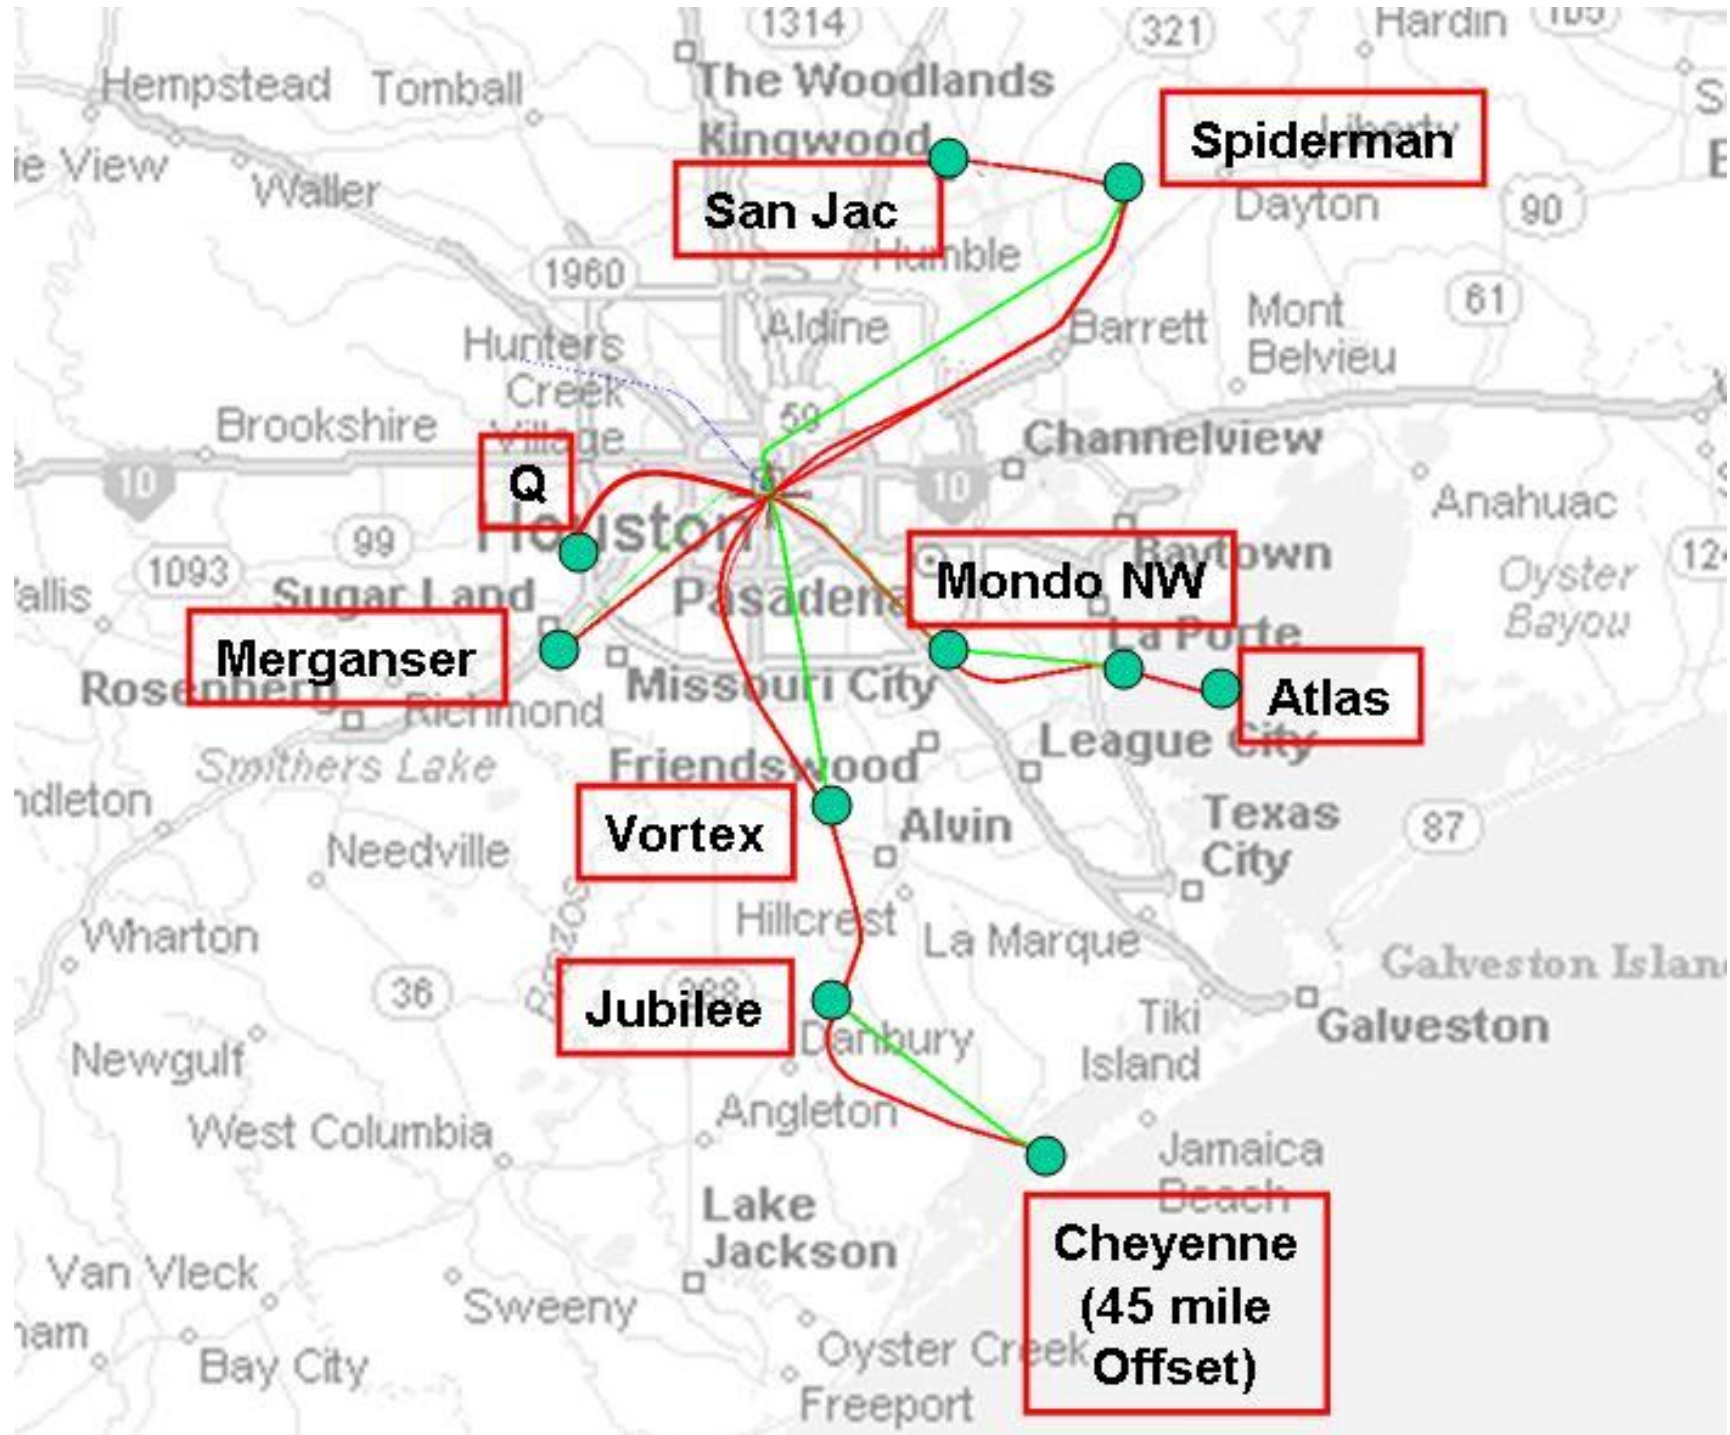 1314
321
Hardin
Hempstead
Tomball
The Woodlands
Kingwood
Spiderman
Liberty
ie View
Waller
San Jac
Dayton
90
Humble
1960
61
Mont
Belvieu
Hunters
Creek
Village
Aldine
Barrett
Brookshire
59
Channelview
10
Q
10
Anahuac
Houston
99
1093
Baytown
Oyster
Bayou
Mondo NW
Sugar Land
Pasadena
La Porte
Merganser
Rosenberg
Richmond
Missouri City
Atlas
League City
Smithers Lake
Friendswood
Vortex
Alvin
Texas
City
87
Needville
Hillcrest
La Marque
Wharton
Brazos
Galveston Island
36
288
Jubilee
Tiki
Island
Galveston
Danbury
Newgulf
Angleton
West Columbia
Jamaica
Beach
Lake
Jackson
Cheyenne
(45 mile
Offset)
Van Vleck
Sweeny
Oyster Creek
Bay City
Freeport